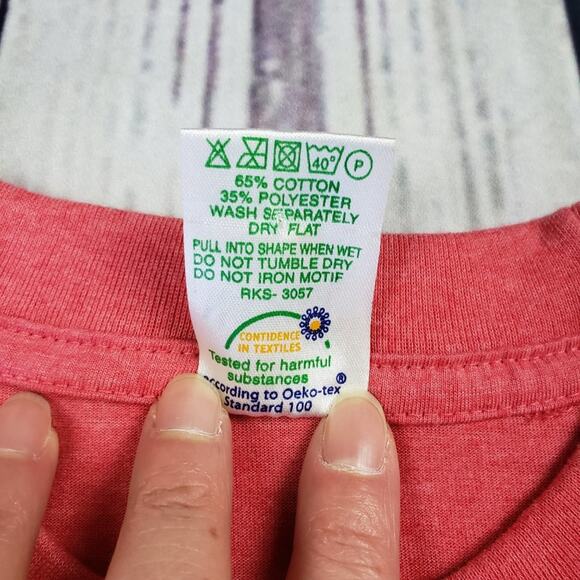 40° P
65% COTTON
35% POLYESTER
WASH SEPARATELY
DRY FLAT
PULL INTO SHAPE WHEN WET
DO NOT TUMBLE DRY
DO NOT IRON MOTIF
RKS- 3057
CONFIDENCE
IN TEXTILES
Tested for harmful
substances
according to Oeko-tex®
Standard 100